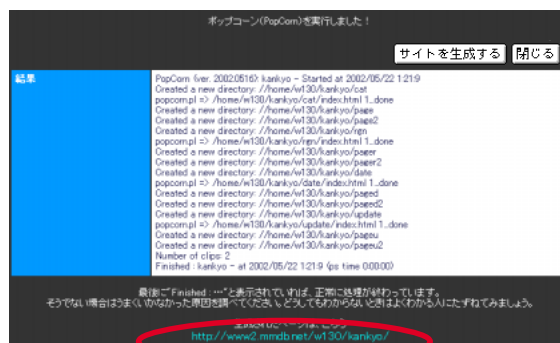 ポップコーン(PopCorn)を実行しました！
サイトを生成する 閉じる
結果
PopCorn (ver. 2002.0516): kankyo - Started at 2002/05/22 1:21:9
Created a new directory: //home/w130/kankyo/cat
popcorn.pl => /home/w130/kankyo/cat/index.html 1...done
Created a new directory: //home/w130/kankyo/page
Created a new directory: //home/w130/kankyo/page2
Created a new directory: //home/w130/kankyo/rgn
popcorn.pl => /home/w130/kankyo/rgn/index.html 1...done
Created a new directory: //home/w130/kankyo/pager
Created a new directory: //home/w130/kankyo/pager2
Created a new directory: //home/w130/kankyo/date
popcorn.pl => /home/w130/kankyo/date/index.html 1...done
Created a new directory: //home/w130/kankyo/paged
Created a new directory: //home/w130/kankyo/paged2
Created a new directory: //home/w130/kankyo/update
popcorn.pl => /home/w130/kankyo/update/index.html 1...done
Created a new directory: //home/w130/kankyo/pageu
Created a new directory: //home/w130/kankyo/pageu2
Number of clips: 2
Finished : kankyo - at 2002/05/22 1:21:9 (ps time 0:00:00)
最後に"Finished : …"と表示されていれば、正常に処理が終わっています。
そうでない場合はうまくいかなかった原因を調べてください。どうしてもわからないときはよくわかる人にたずねてみましょう。
生成されたページは、こちら
http://www2.mmdb.net/w130/kankyo/